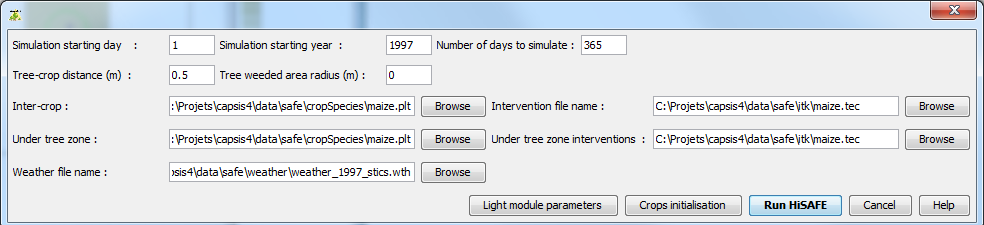 Simulation starting day : 1 Simulation starting year : 1997 Number of days to simulate : 365
Tree-crop distance (m) : 0.5 Tree weeded area radius (m) : 0
Inter-crop : :\Projets\capsis4\data\safe\cropSpecies\maize.plt Browse Intervention file name : C:\Projets\capsis4\data\safe\itk\maize.tec Browse
Under tree zone : :\Projets\capsis4\data\safe\cropSpecies\maize.plt Browse Under tree zone interventions : C:\Projets\capsis4\data\safe\itk\maize.tec Browse
Weather file name : sis4\data\safe\weather\weather_1997_stics.wth Browse
Light module parameters Crops initialisation Run HiSAFE Cancel Help